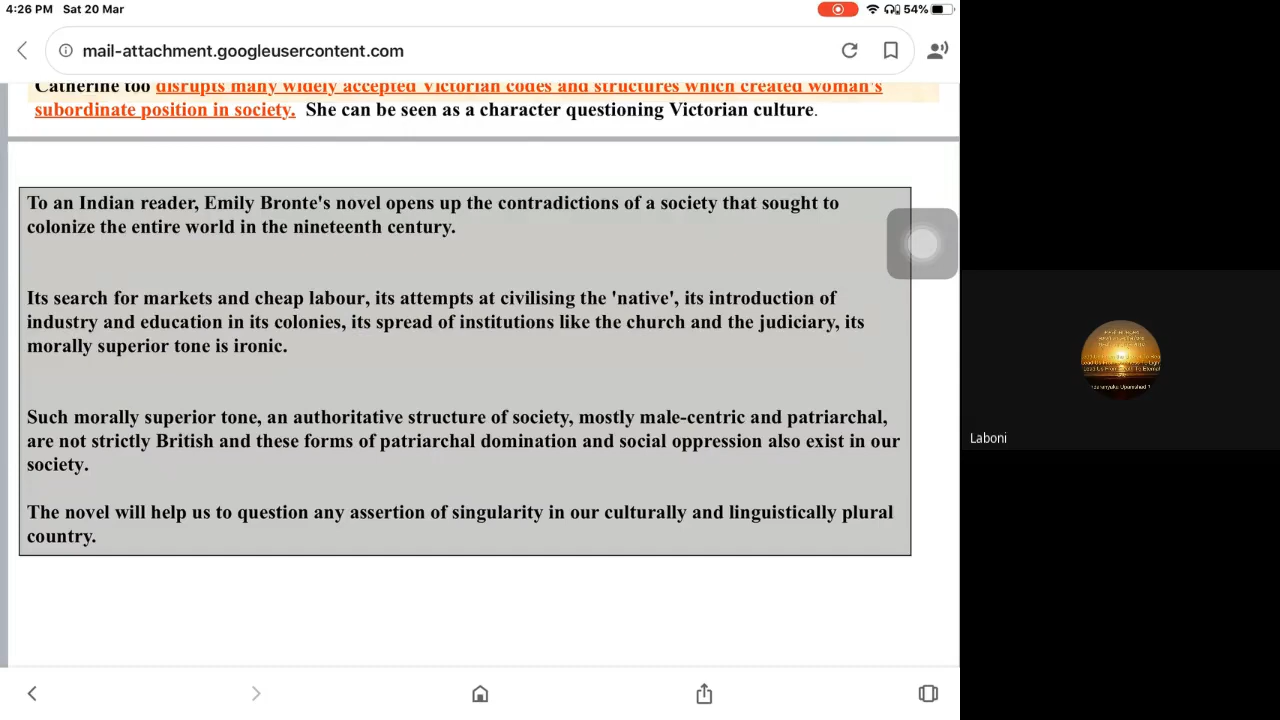 4:26 PM Sat 20 Mar
54%
mail-attachment.googleusercontent.com
Catherine too disrupts many widely accepted Victorian codes and structures which created woman's
subordinate position in society. She can be seen as a character questioning Victorian culture.
To an Indian reader, Emily Bronte's novel opens up the contradictions of a society that sought to
colonize the entire world in the nineteenth century.
Its search for markets and cheap labour, its attempts at civilising the 'native', its introduction of
industry and education in its colonies, its spread of institutions like the church and the judiciary, its
morally superior tone is ironic.
Such morally superior tone, an authoritative structure of society, mostly male-centric and patriarchal,
are not strictly British and these forms of patriarchal domination and social oppression also exist in our
society.
The novel will help us to question any assertion of singularity in our culturally and linguistically plural
country.
Laboni